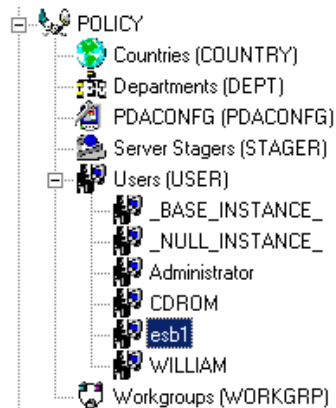 POLICY
Countries (COUNTRY)
Departments (DEPT)
PDACONFG (PDACONFG)
Server Stagers (STAGER)
Users (USER)
_BASE_INSTANCE_
_NULL_INSTANCE_
Administrator
CDROM
esb1
WILLIAM
Workgroups (WORKGRP)